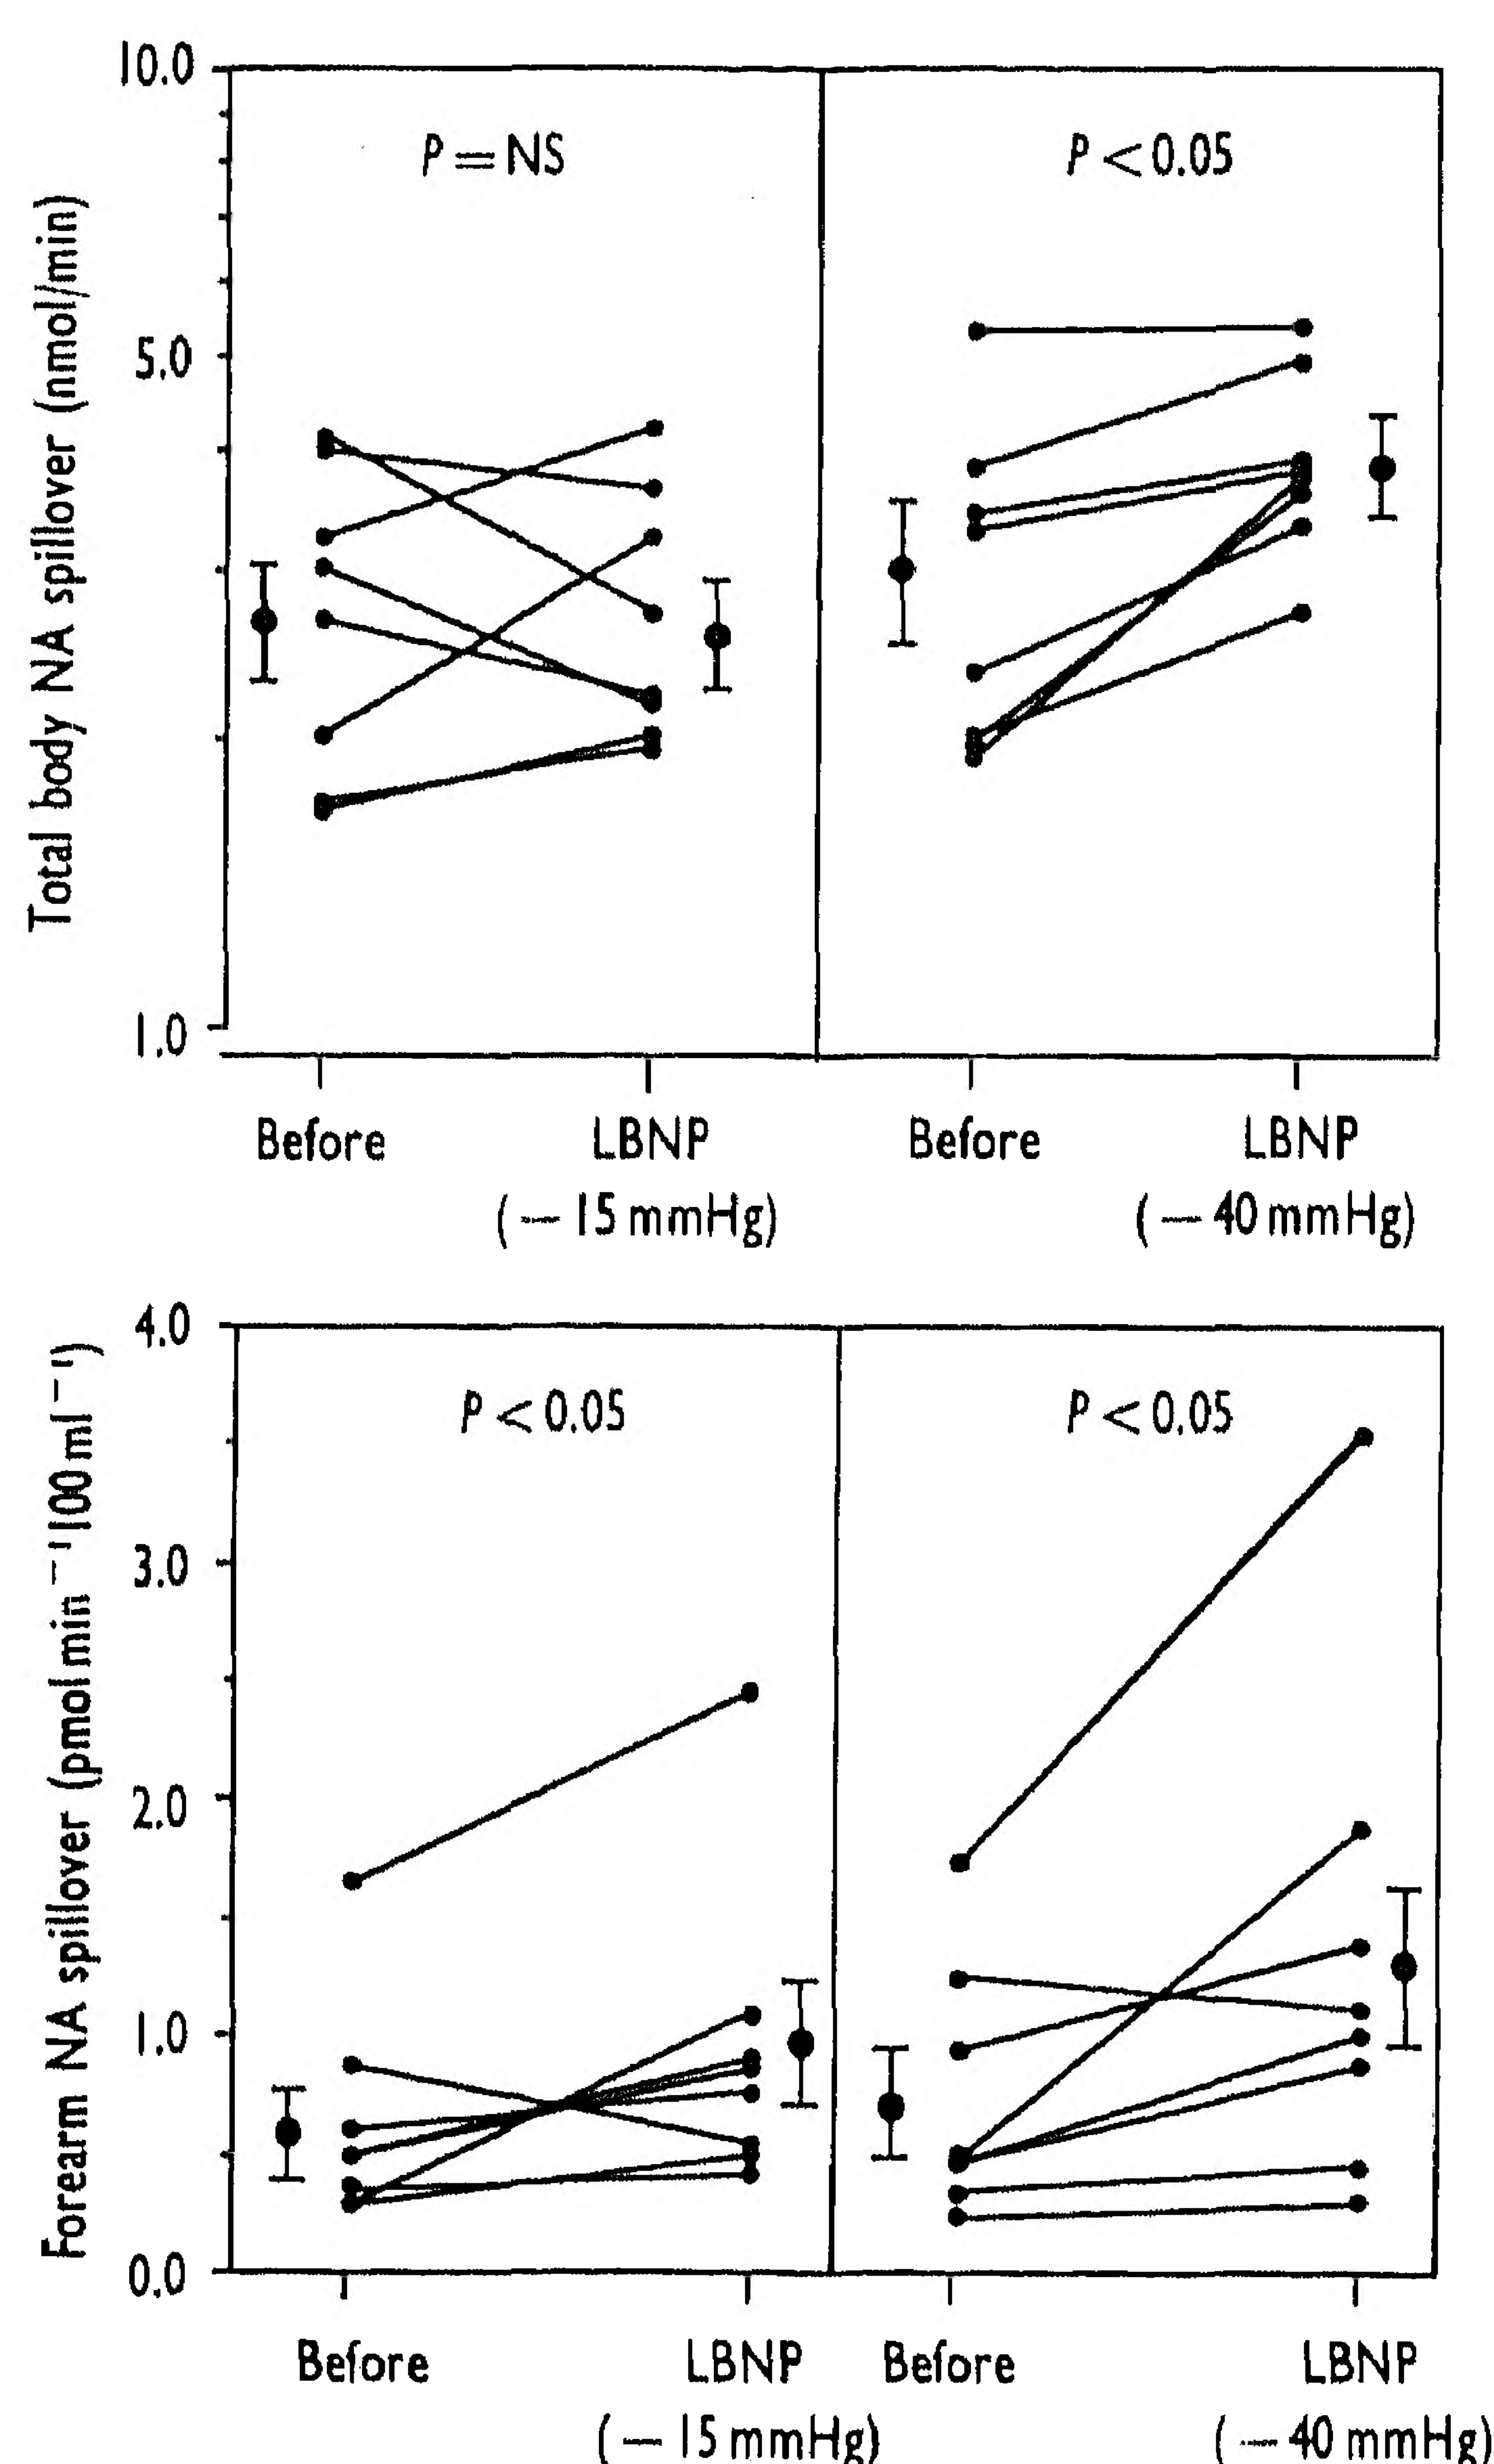 Total body NA spillover (nmol/min)
10.0
5.0
1.0
P = NS
P < 0.05
Before
LBNP
Before
LBNP
(− 15 mmHg)
(− 40 mmHg)
Forearm NA spillover (pmol min⁻¹ 100 ml⁻¹)
4.0
3.0
2.0
1.0
0.0
P < 0.05
P < 0.05
Before
LBNP
Before
LBNP
(− 15 mmHg)
(− 40 mmHg)